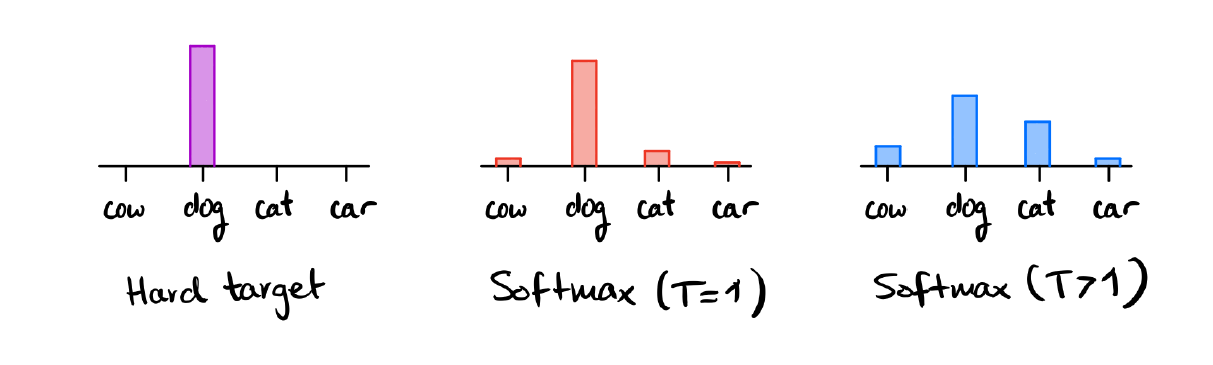 cow dog cat car
Hard target
cow dog cat car
Softmax (T=1)
cow dog cat car
Softmax (T>1)